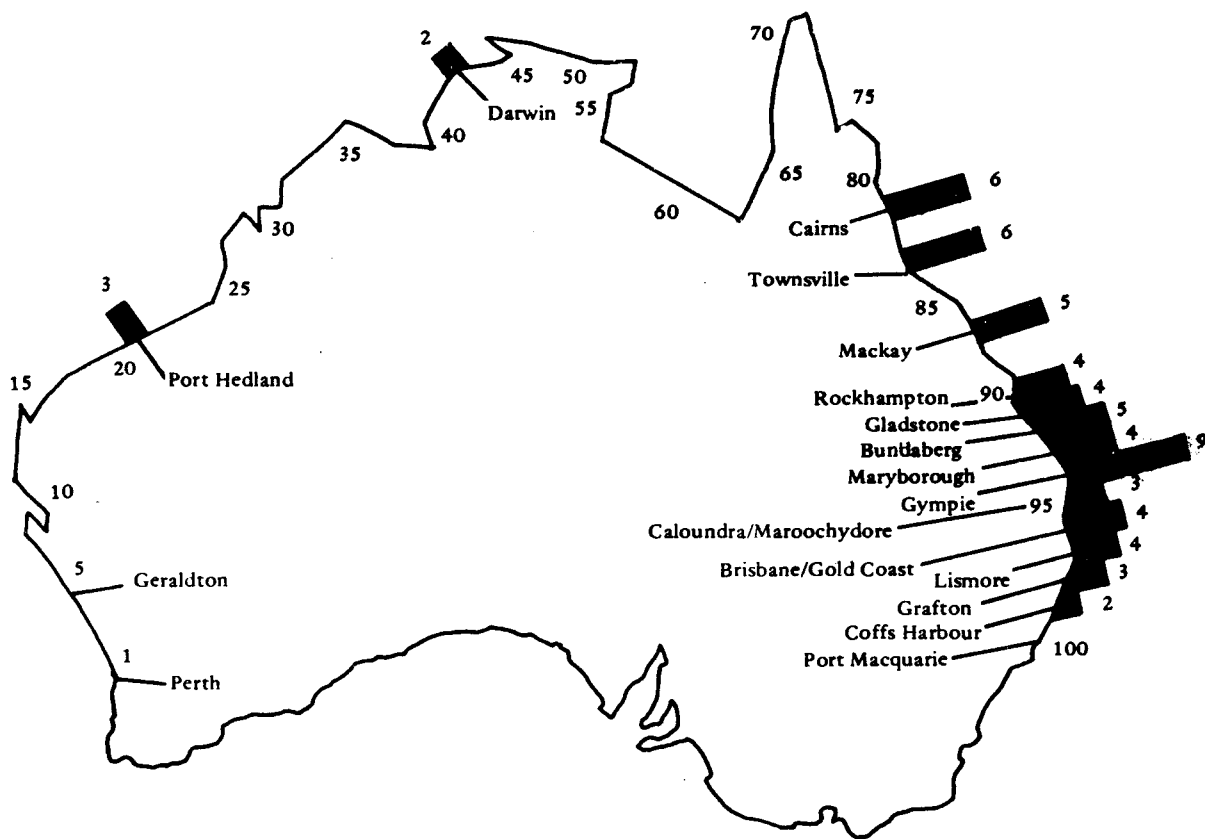 2
70
45
50
75
55
Darwin
40
35
65
80
6
60
30
Cairns
6
3
25
Townsville
85
5
20
Mackay
15
Port Hedland
4
Rockhampton
90
4
Gladstone
5
Bundaberg
4
9
Maryborough
3
10
Gympie
95
4
Caloundra/Maroochydore
4
5
Geraldton
Brisbane/Gold Coast
Lismore
3
Grafton
2
Coffs Harbour
1
Port Macquarie
100
Perth